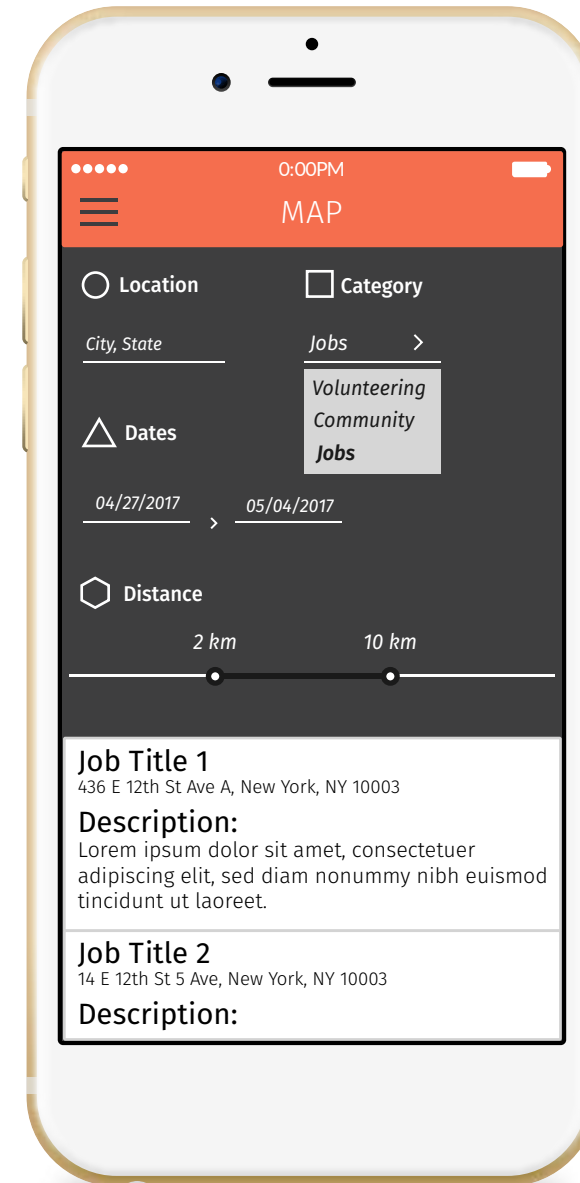 0:00PM
MAP
Location
Category
City, State
Jobs
Volunteering
Community
Jobs
Dates
04/27/2017
05/04/2017
Distance
2 km
10 km
Job Title 1
436 E 12th St Ave A, New York, NY 10003
Description:
Lorem ipsum dolor sit amet, consectetuer
adipiscing elit, sed diam nonummy nibh euismod
tincidunt ut laoreet.
Job Title 2
14 E 12th St 5 Ave, New York, NY 10003
Description: